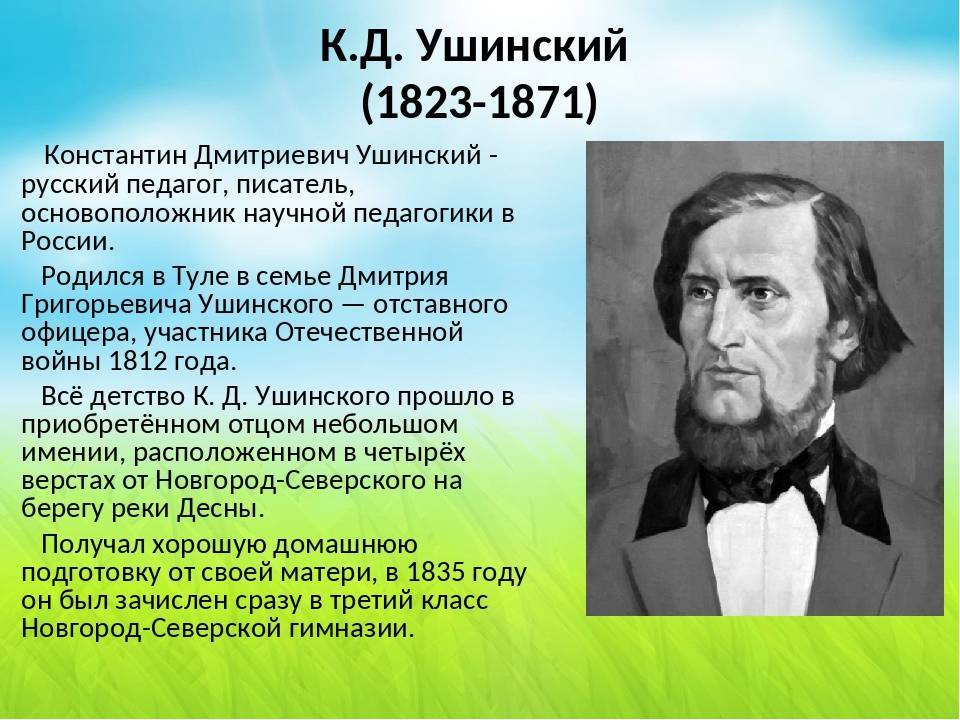 К.Д. Ушинский
(1823-1871)
Константин Дмитриевич Ушинский -
русский педагог, писатель,
основоположник научной педагогики в
России.
Родился в Туле в семье Дмитрия
Григорьевича Ушинского — отставного
офицера, участника Отечественной
войны 1812 года.
Всё детство К. Д. Ушинского прошло в
приобретённом отцом небольшом
имении, расположенном в четырёх
верстах от Новгород-Северского на
берегу реки Десны.
Получал хорошую домашнюю
подготовку от своей матери, в 1835 году
он был зачислен сразу в третий класс
Новгород-Северской гимназии.